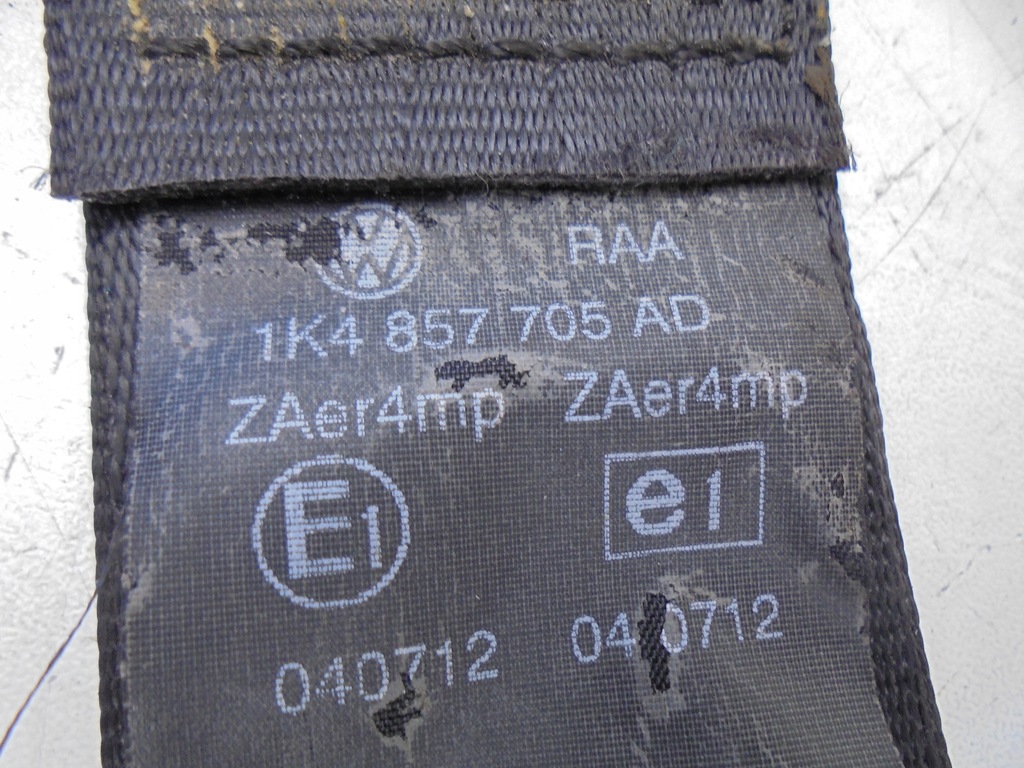 RAA
1K4 857 705 AD
ZAer4mp ZAer4mp
E1 e1
040712 040712